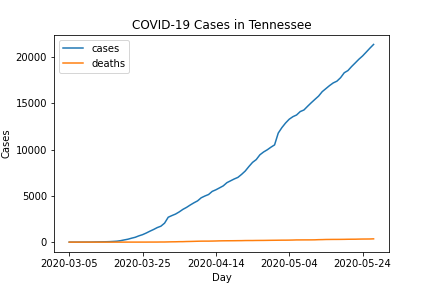 COVID-19 Cases in Tennessee
cases
deaths
20000
15000
10000
5000
0
Cases
2020-03-05 2020-03-25 2020-04-14 2020-05-04 2020-05-24
Day